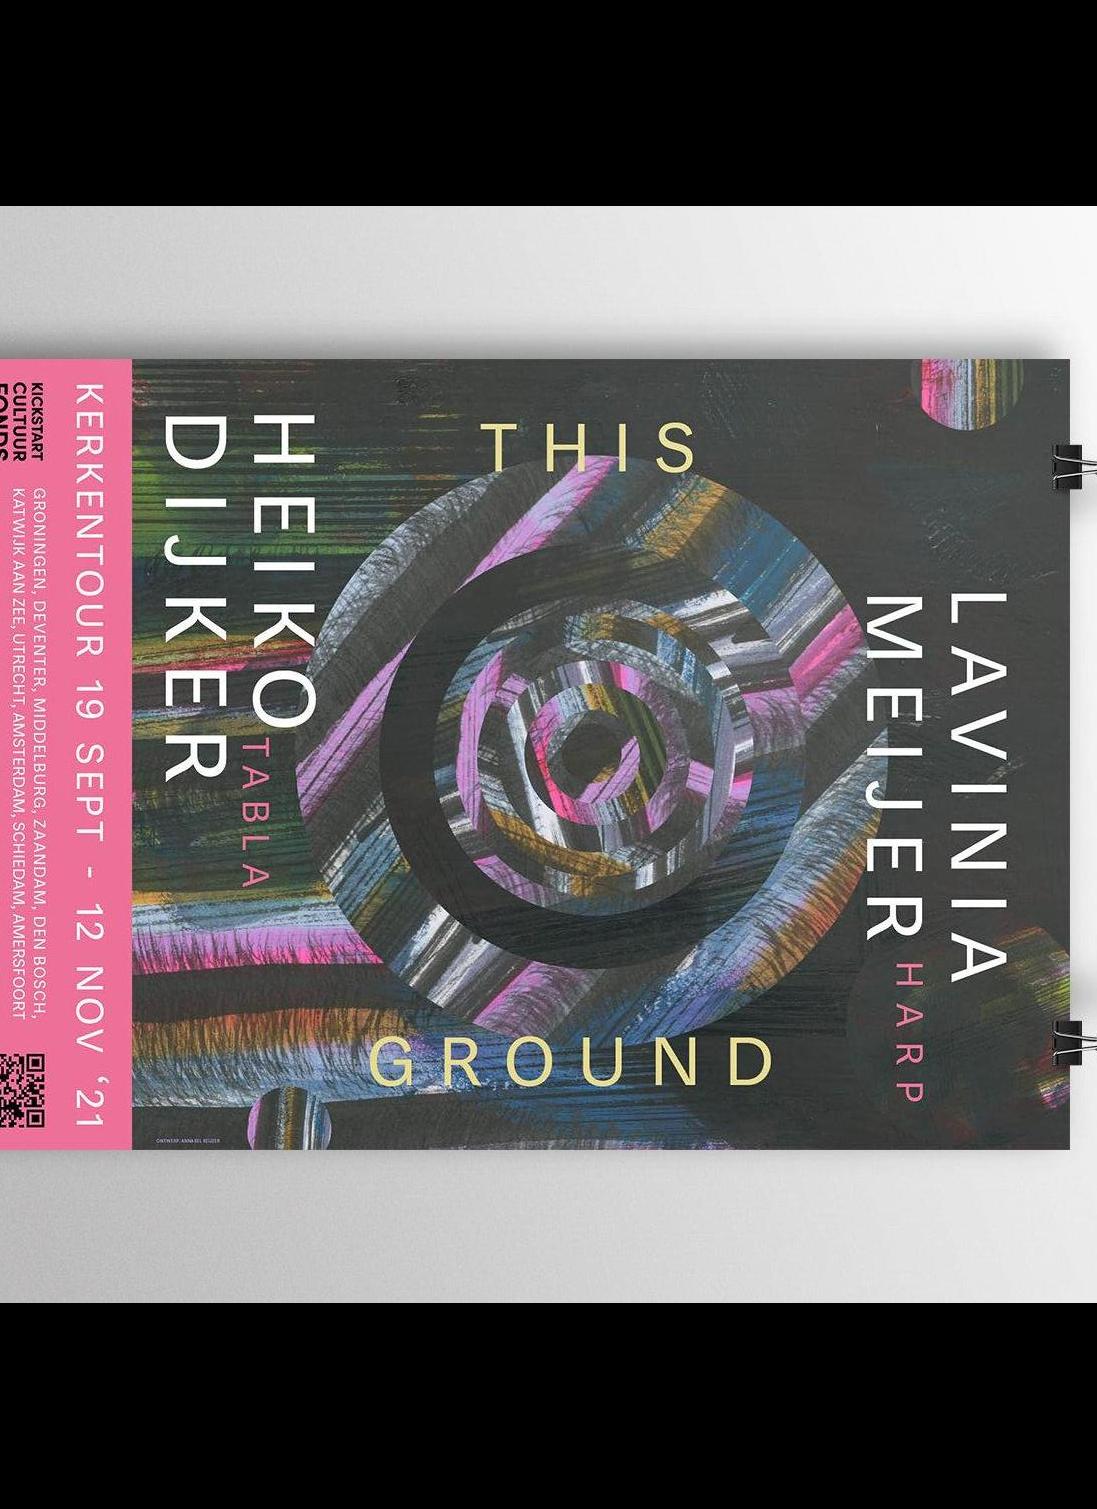 LAVINIA
MEIJER HARP
THIS
GROUND
HEIKO
DIJKER TABLA
KERKENTOUR 19 SEPT - 12 NOV ‘21
KICKSTART
CULTUUR
FONDS
GRONINGEN, DEVENTER, MIDDELBURG, ZAANDAM, DEN BOSCH,
KATWIJK AAN ZEE, UTRECHT, AMSTERDAM, SCHIEDAM, AMERSFOORT